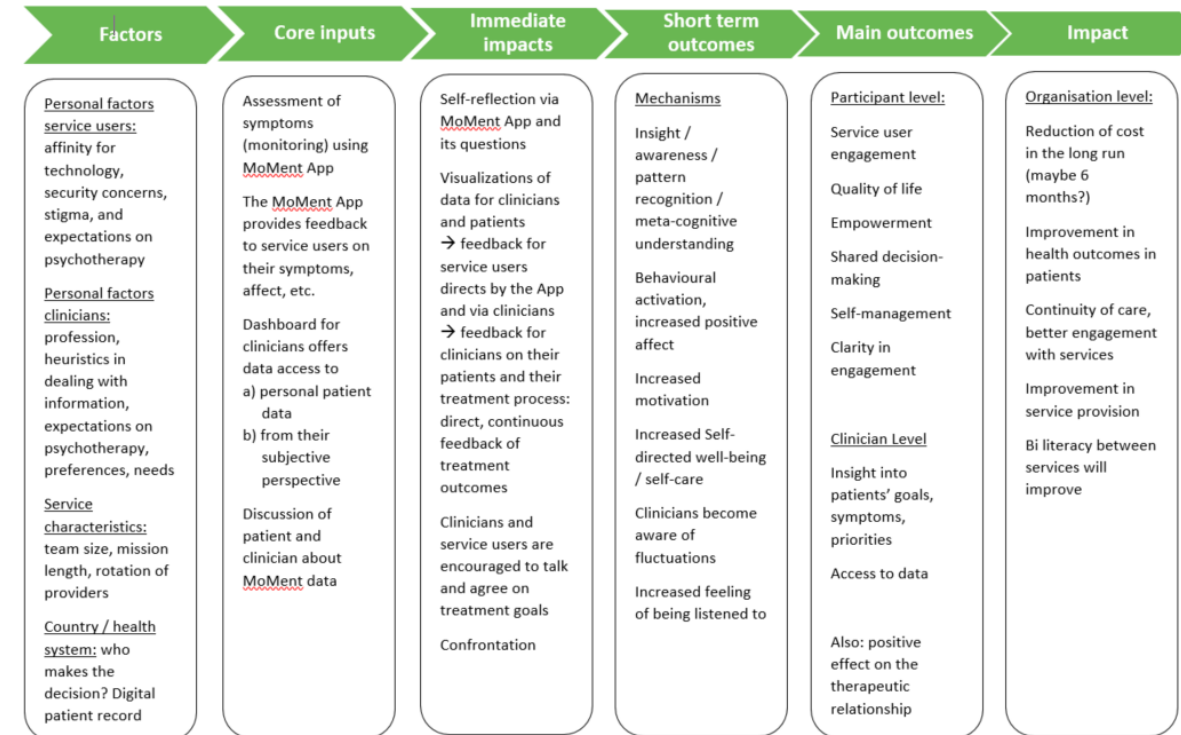 Factors
Core inputs
Immediate
impacts
Short term
outcomes
Main outcomes
Impact
Personal factors
service users:
affinity for
technology,
security concerns,
stigma, and
expectations on
psychotherapy
Personal factors
clinicians:
profession,
heuristics in
dealing with
information,
expectations on
psychotherapy,
preferences, needs
Service
characteristics:
team size, mission
length, rotation of
providers
Country / health
system: who
makes the
decision? Digital
patient record
Assessment of
symptoms
(monitoring) using
MoMent App
The MoMent App
provides feedback
to service users on
their symptoms,
affect, etc.
Dashboard for
clinicians offers
data access to
a) personal patient
data
b) from their
subjective
perspective
Discussion of
patient and
clinician about
MoMent data
Self-reflection via
MoMent App and
its questions
Visualizations of
data for clinicians
and patients
→ feedback for
service users
directs by the App
and via clinicians
→ feedback for
clinicians on their
patients and their
treatment process:
direct, continuous
feedback of
treatment
outcomes
Clinicians and
service users are
encouraged to talk
and agree on
treatment goals
Confrontation
Mechanisms
Insight /
awareness /
pattern
recognition /
meta-cognitive
understanding
Behavioural
activation,
increased positive
affect
Increased
motivation
Increased Self-
directed well-being
/ self-care
Clinicians become
aware of
fluctuations
Increased feeling
of being listened to
Participant level:
Service user
engagement
Quality of life
Empowerment
Shared decision-
making
Self-management
Clarity in
engagement
Clinician Level
Insight into
patients' goals,
symptoms,
priorities
Access to data
Also: positive
effect on the
therapeutic
relationship
Organisation level:
Reduction of cost
in the long run
(maybe 6
months?)
Improvement in
health outcomes in
patients
Continuity of care,
better engagement
with services
Improvement in
service provision
Bi literacy between
services will
improve